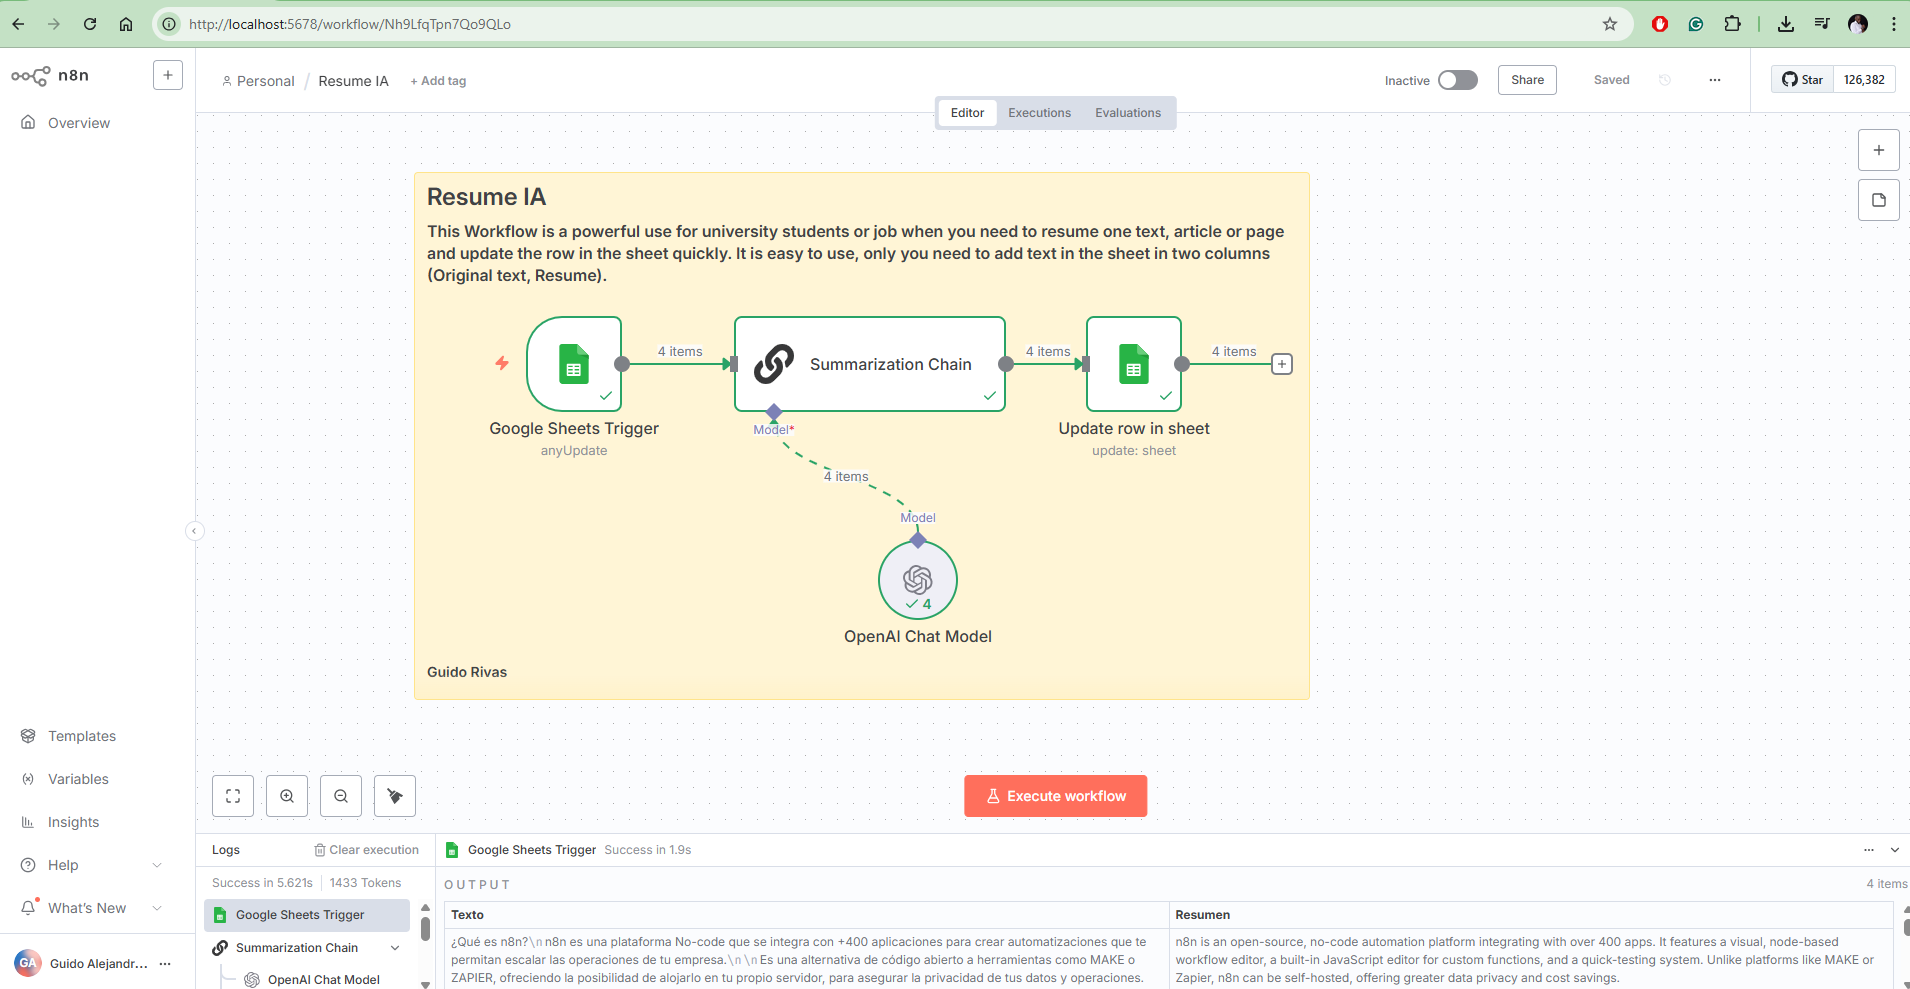 http://localhost:5678/workflow/Nh9LfqTpn7Qo9QLo
n8n
+
Personal / Resume IA + Add tag
Inactive
Share
Saved
...
Star 126,382
Overview
Editor Executions Evaluations
Resume IA
This Workflow is a powerful use for university students or job when you need to resume one text, article or page
and update the row in the sheet quickly. It is easy to use, only you need to add text in the sheet in two columns
(Original text, Resume).
4 items
4 items
4 items
Summarization Chain
Google Sheets Trigger
anyUpdate
Model*
Update row in sheet
update: sheet
4 items
Model
4
OpenAI Chat Model
Guido Rivas
Templates
Variables
Insights
Help
What's New
GA Guido Alejandr... ...
Execute workflow
Logs
Clear execution
Google Sheets Trigger Success in 1.9s
...
Success in 5.621s | 1433 Tokens
OUTPUT
4 items
Google Sheets Trigger
Summarization Chain
OpenAI Chat Model
Texto
Resumen
¿Qué es n8n?\n n8n es una plataforma No-code que se integra con +400 aplicaciones para crear automatizaciones que te
permitan escalar las operaciones de tu empresa.\n \n Es una alternativa de código abierto a herramientas como MAKE o
ZAPIER, ofreciendo la posibilidad de alojarlo en tu propio servidor, para asegurar la privacidad de tus datos y operaciones.
n8n is an open-source, no-code automation platform integrating with over 400 apps. It features a visual, node-based
workflow editor, a built-in JavaScript editor for custom functions, and a quick-testing system. Unlike platforms like MAKE or
Zapier, n8n can be self-hosted, offering greater data privacy and cost savings.